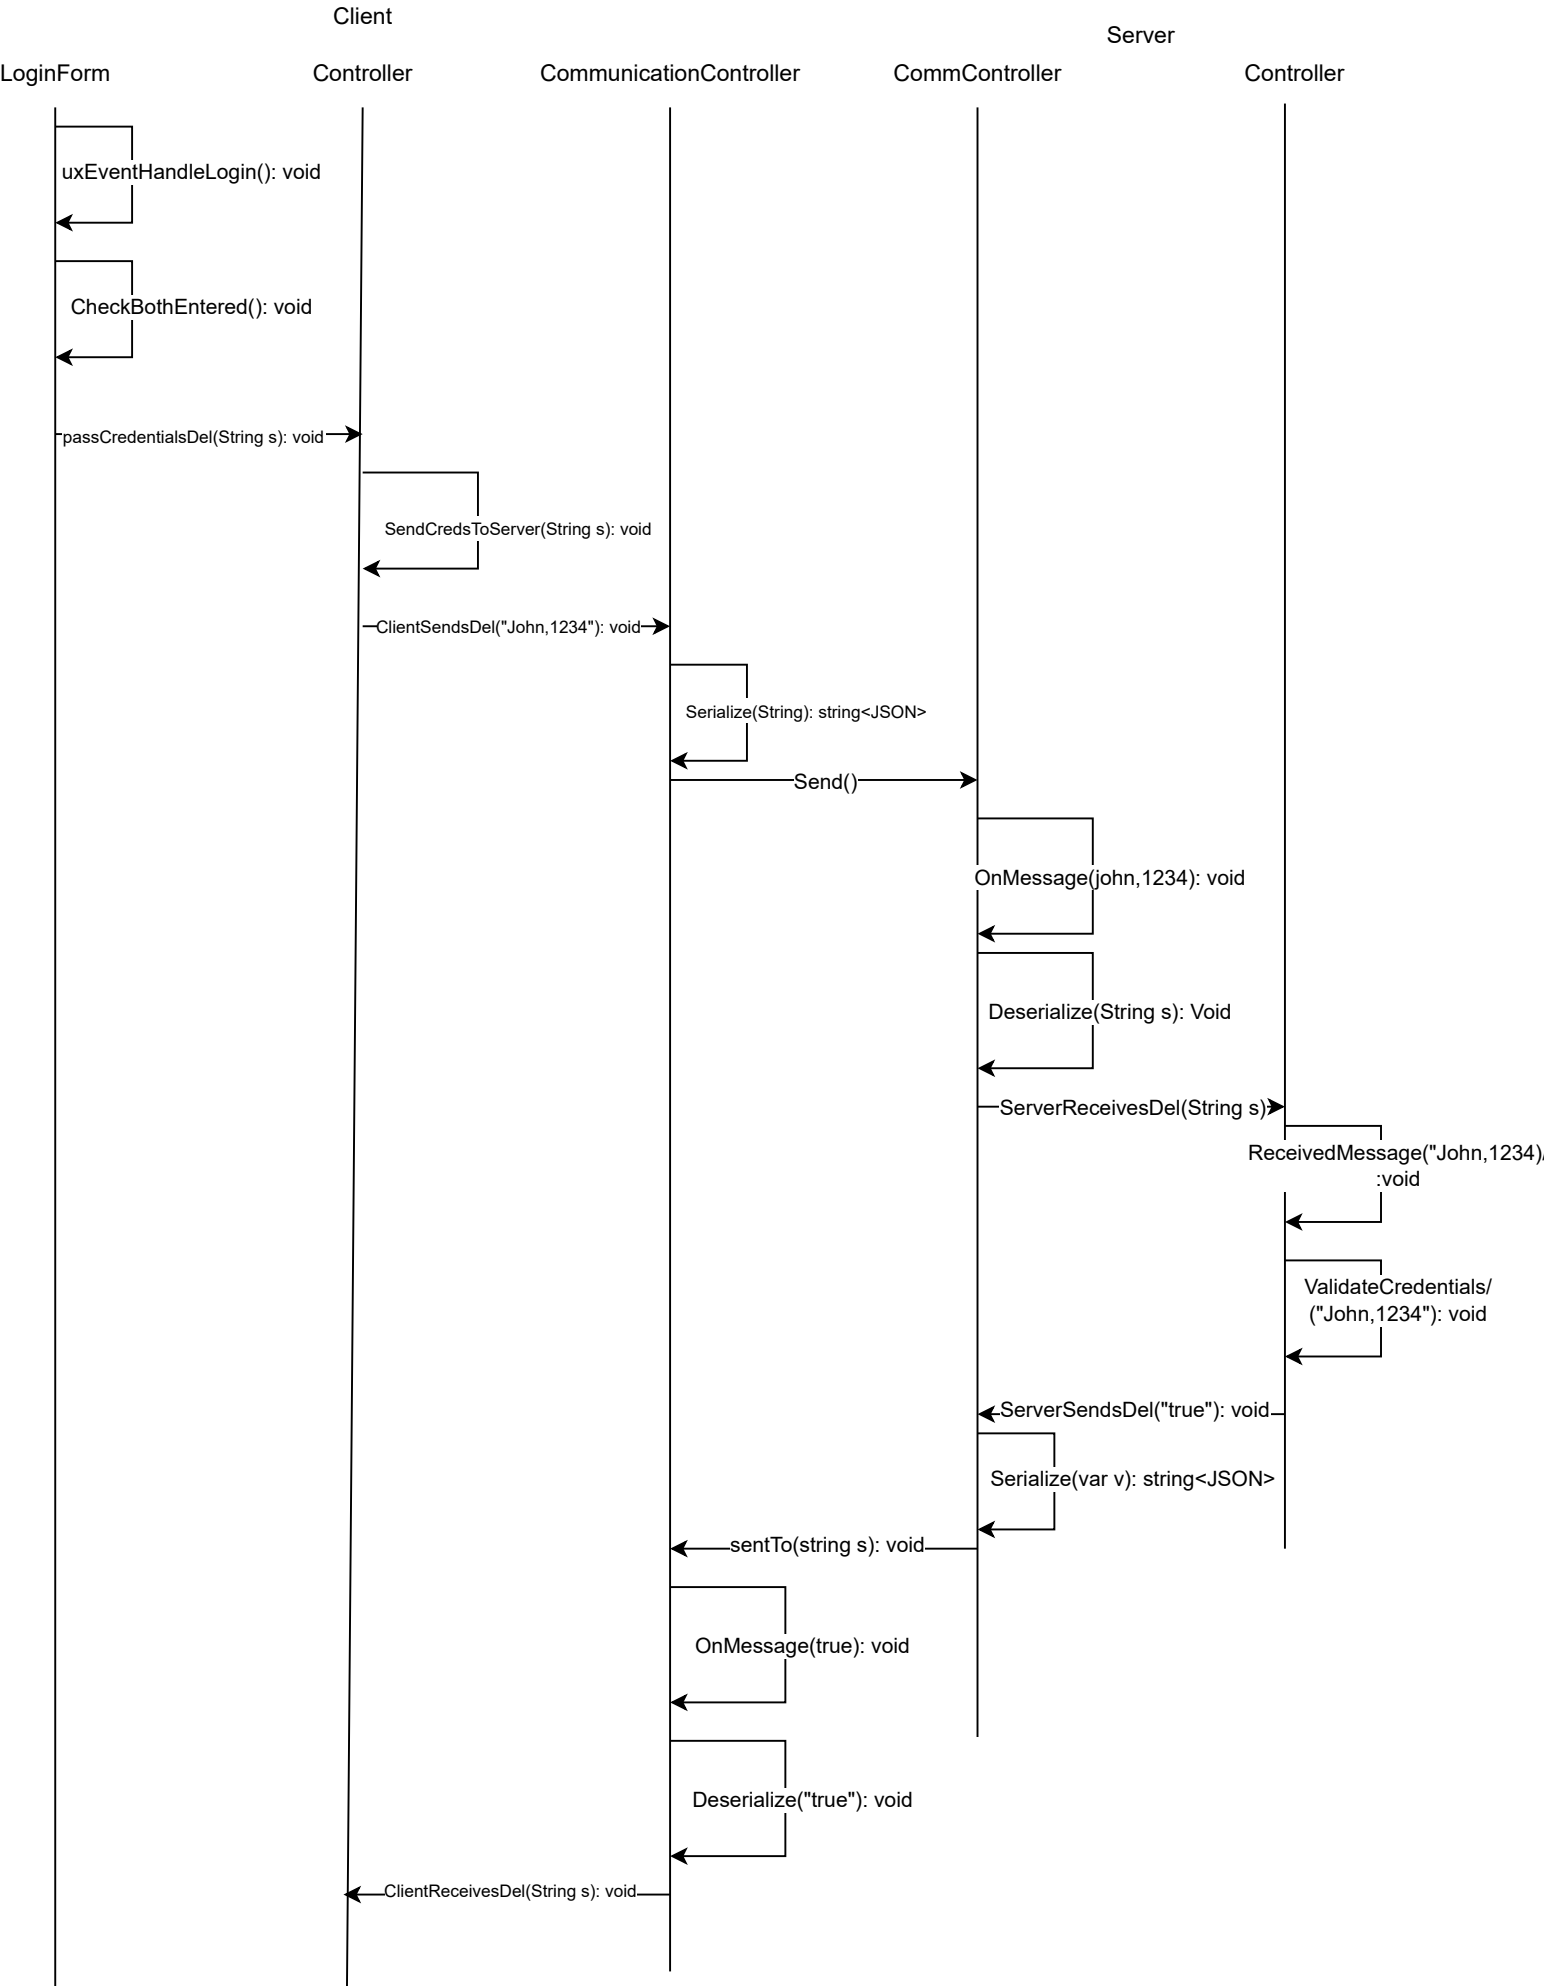 Client
Server
LoginForm
Controller
CommunicationController
CommController
Controller
uxEventHandleLogin(): void
CheckBothEntered(): void
passCredentialsDel(String s): void
SendCredsToServer(String s): void
ClientSendsDel("John,1234"): void
Serialize(String): string<JSON>
Send()
OnMessage(john,1234): void
Deserialize(String s): Void
ServerReceivesDel(String s)
ReceivedMessage("John,1234)/
:void
ValidateCredentials/
("John,1234"): void
ServerSendsDel("true"): void
Serialize(var v): string<JSON>
sentTo(string s): void
OnMessage(true): void
Deserialize("true"): void
ClientReceivesDel(String s): void